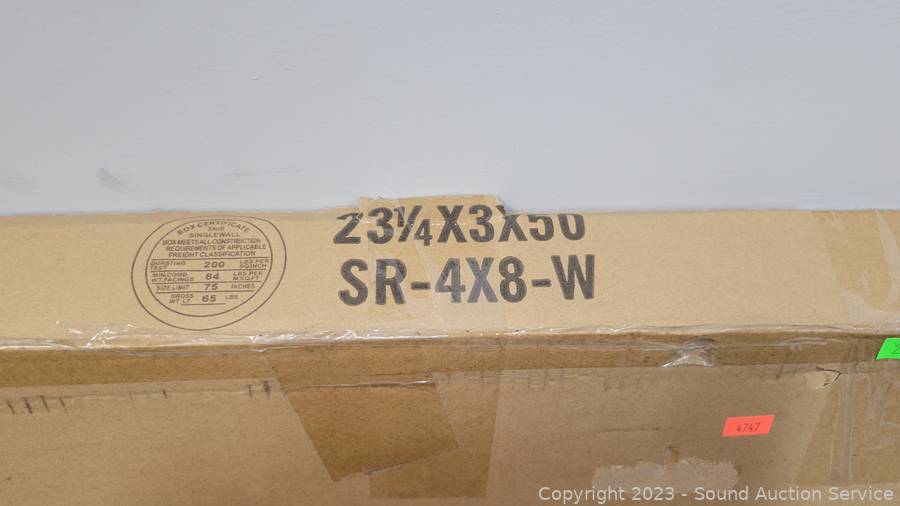 23¼X3X50
SR-4X8-W
BOX CERTIFICATE
THIS
SINGLEWALL
BOX MEETS ALL CONSTRUCTION
REQUIREMENTS OF APPLICABLE
FREIGHT CLASSIFICATION
BURSTING TEST 200 LBS.PER SQ.INCH
MIN.COMB. WT.FACINGS 84 LBS.PER M.SQ.FT
SIZE LIMIT 75 INCHES
GROSS WT. LT. 65 LBS
4747
Copyright 2023 - Sound Auction Service